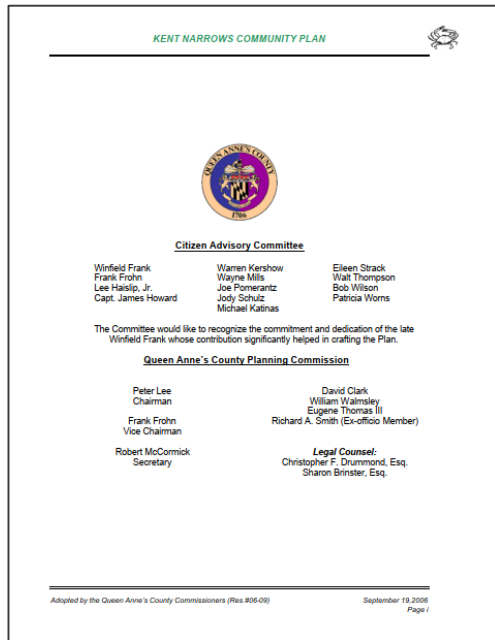 KENT NARROWS COMMUNITY PLAN
QUEEN ANNE'S COUNTY
1706
Citizen Advisory Committee
Winfield Frank
Frank Frohn
Lee Haislip, Jr.
Capt. James Howard
Warren Kershow
Wayne Mills
Joe Pomerantz
Jody Schulz
Michael Katinas
Eileen Strack
Walt Thompson
Bob Wilson
Patricia Worns
The Committee would like to recognize the commitment and dedication of the late
Winfield Frank whose contribution significantly helped in crafting the Plan.
Queen Anne's County Planning Commission
Peter Lee
Chairman
Frank Frohn
Vice Chairman
Robert McCormick
Secretary
David Clark
William Walmsley
Eugene Thomas III
Richard A. Smith (Ex-officio Member)
Legal Counsel:
Christopher F. Drummond, Esq.
Sharon Brinster, Esq.
Adopted by the Queen Anne's County Commissioners (Res.#06-09)
September 19,2006
Page i